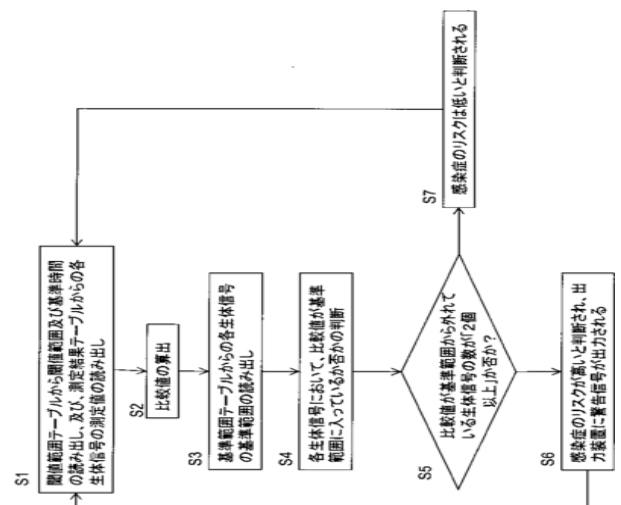 S1
閾値範囲テーブルから閾値範囲及び基準時間
の読み出し、及び、測定結果テーブルからの各
生体信号の測定値の読み出し
S2
比較値の算出
S3
基準範囲テーブルからの各生体信号
の基準範囲の読み出し
S4
各生体信号において、比較値が基準
範囲に入っているか否かの判断
S5
比較値が基準範囲から外れて
いる生体信号の数が「2個
以上」か否か?
S6
感染症のリスクが高いと判断され、出
力装置に警告信号が出力される
S7
感染症のリスクは低いと判断される